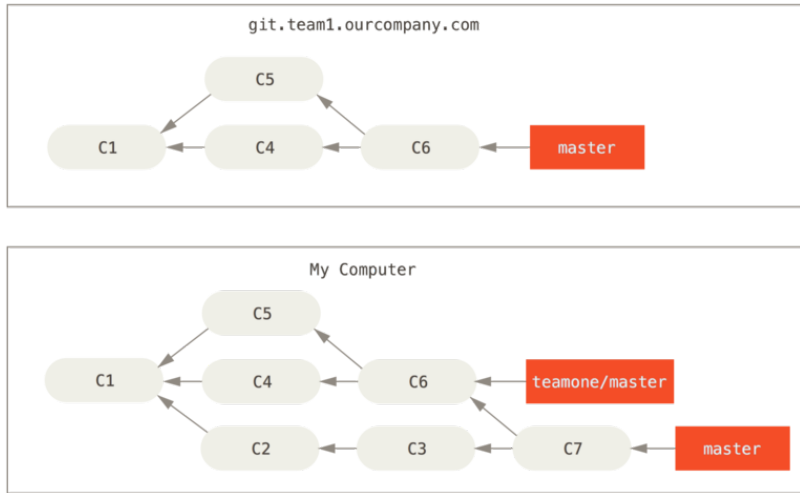 git.team1.ourcompany.com
C5
C1
C4
C6
master
My Computer
C5
C1
C4
C6
teamone/master
C2
C3
C7
master